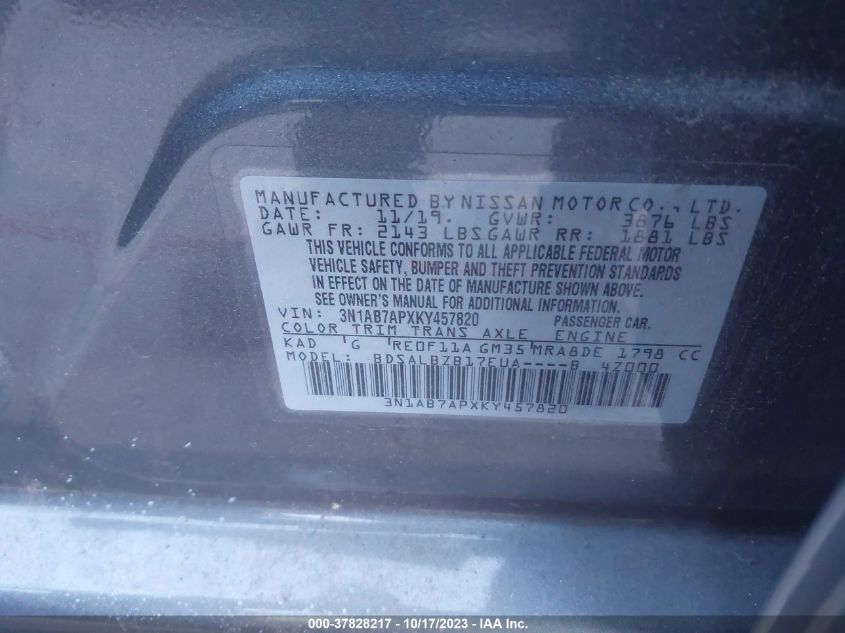 MANUFACTURED BY NISSAN MOTOR CO., LTD.
DATE: 11/19. GVWR: 3876 LBS
GAWR FR: 2143 LBS GAWR RR: 1881 LBS
THIS VEHICLE CONFORMS TO ALL APPLICABLE FEDERAL MOTOR
VEHICLE SAFETY, BUMPER AND THEFT PREVENTION STANDARDS
IN EFFECT ON THE DATE OF MANUFACTURE SHOWN ABOVE.
SEE OWNER'S MANUAL FOR ADDITIONAL INFORMATION.
VIN: 3N1AB7APXKY457820 PASSENGER CAR.
COLOR TRIM TRANS AXLE ENGINE
KAD G RE0F11A GM35 MRA8DE 1798 CC
MODEL: BDSALBZB17EUA----B 4Z000
3N1AB7APXKY457820
000-37828217 - 10/17/2023 - IAA Inc.